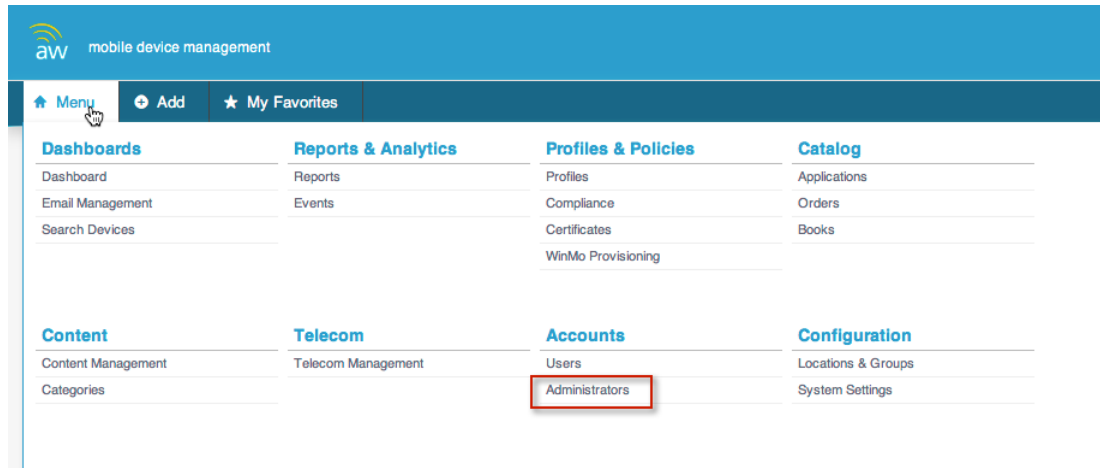 aw mobile device management
Menu Add My Favorites
Dashboards Reports & Analytics Profiles & Policies Catalog
Dashboard Reports Profiles Applications
Email Management Events Compliance Orders
Search Devices Certificates Books
WinMo Provisioning
Content Telecom Accounts Configuration
Content Management Telecom Management Users Locations & Groups
Categories Administrators System Settings